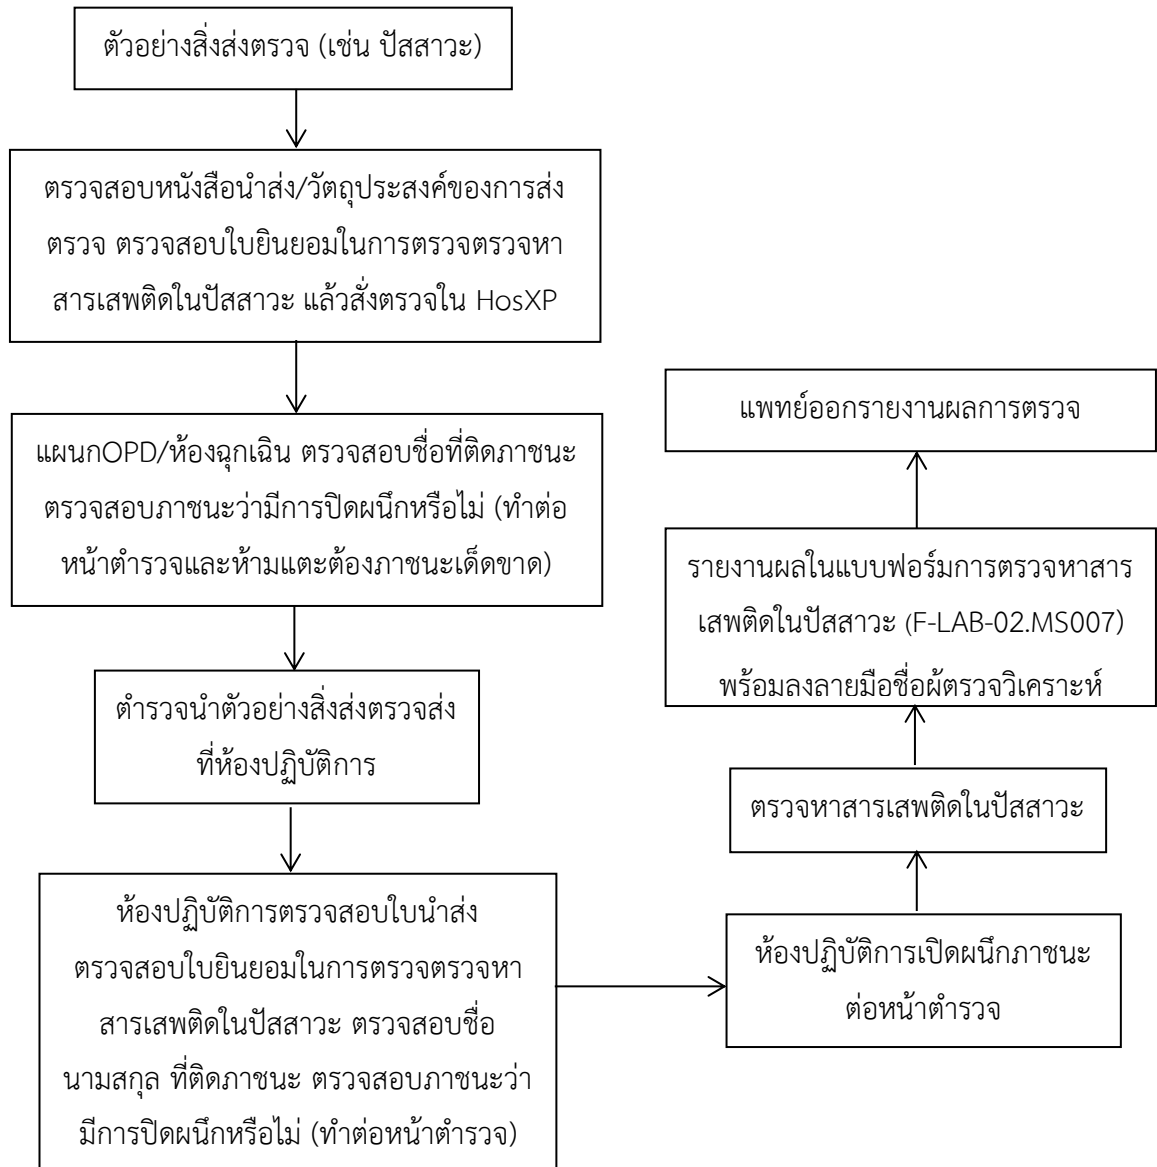 ตัวอย่างสิ่งส่งตรวจ (เช่น ปัสสาวะ)
ตรวจสอบหนังสือนำส่ง/วัตถุประสงค์ของการส่ง
ตรวจ ตรวจสอบใบยินยอมในการตรวจตรวจหา
สารเสพติดในปัสสาวะ แล้วสั่งตรวจใน HosXP
แผนกOPD/ห้องฉุกเฉิน ตรวจสอบชื่อที่ติดภาชนะ
ตรวจสอบภาชนะว่ามีการปิดผนึกหรือไม่ (ทำต่อ
หน้าตำรวจและห้ามแตะต้องภาชนะเด็ดขาด)
ตำรวจนำตัวอย่างสิ่งส่งตรวจส่ง
ที่ห้องปฏิบัติการ
ห้องปฏิบัติการตรวจสอบใบนำส่ง
ตรวจสอบใบยินยอมในการตรวจตรวจหา
สารเสพติดในปัสสาวะ ตรวจสอบชื่อ
นามสกุล ที่ติดภาชนะ ตรวจสอบภาชนะว่า
มีการปิดผนึกหรือไม่ (ทำต่อหน้าตำรวจ)
ห้องปฏิบัติการเปิดผนึกภาชนะ
ต่อหน้าตำรวจ
ตรวจหาสารเสพติดในปัสสาวะ
รายงานผลในแบบฟอร์มการตรวจหาสาร
เสพติดในปัสสาวะ (F-LAB-02.MS007)
พร้อมลงลายมือชื่อผู้ตรวจวิเคราะห์
แพทย์ออกรายงานผลการตรวจ